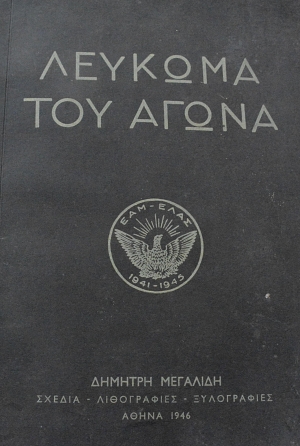 ΛΕΥΚΩΜΑ
ΤΟΥ ΑΓΩΝΑ
ΕΑΜ-ΕΛΑΣ
1941-1945
ΔΗΜΗΤΡΗ ΜΕΓΑΛΙΔΗ
ΣΧΕΔΙΑ - ΛΙΘΟΓΡΑΦΙΕΣ - ΞΥΛΟΓΡΑΦΙΕΣ
ΑΘΗΝΑ 1946